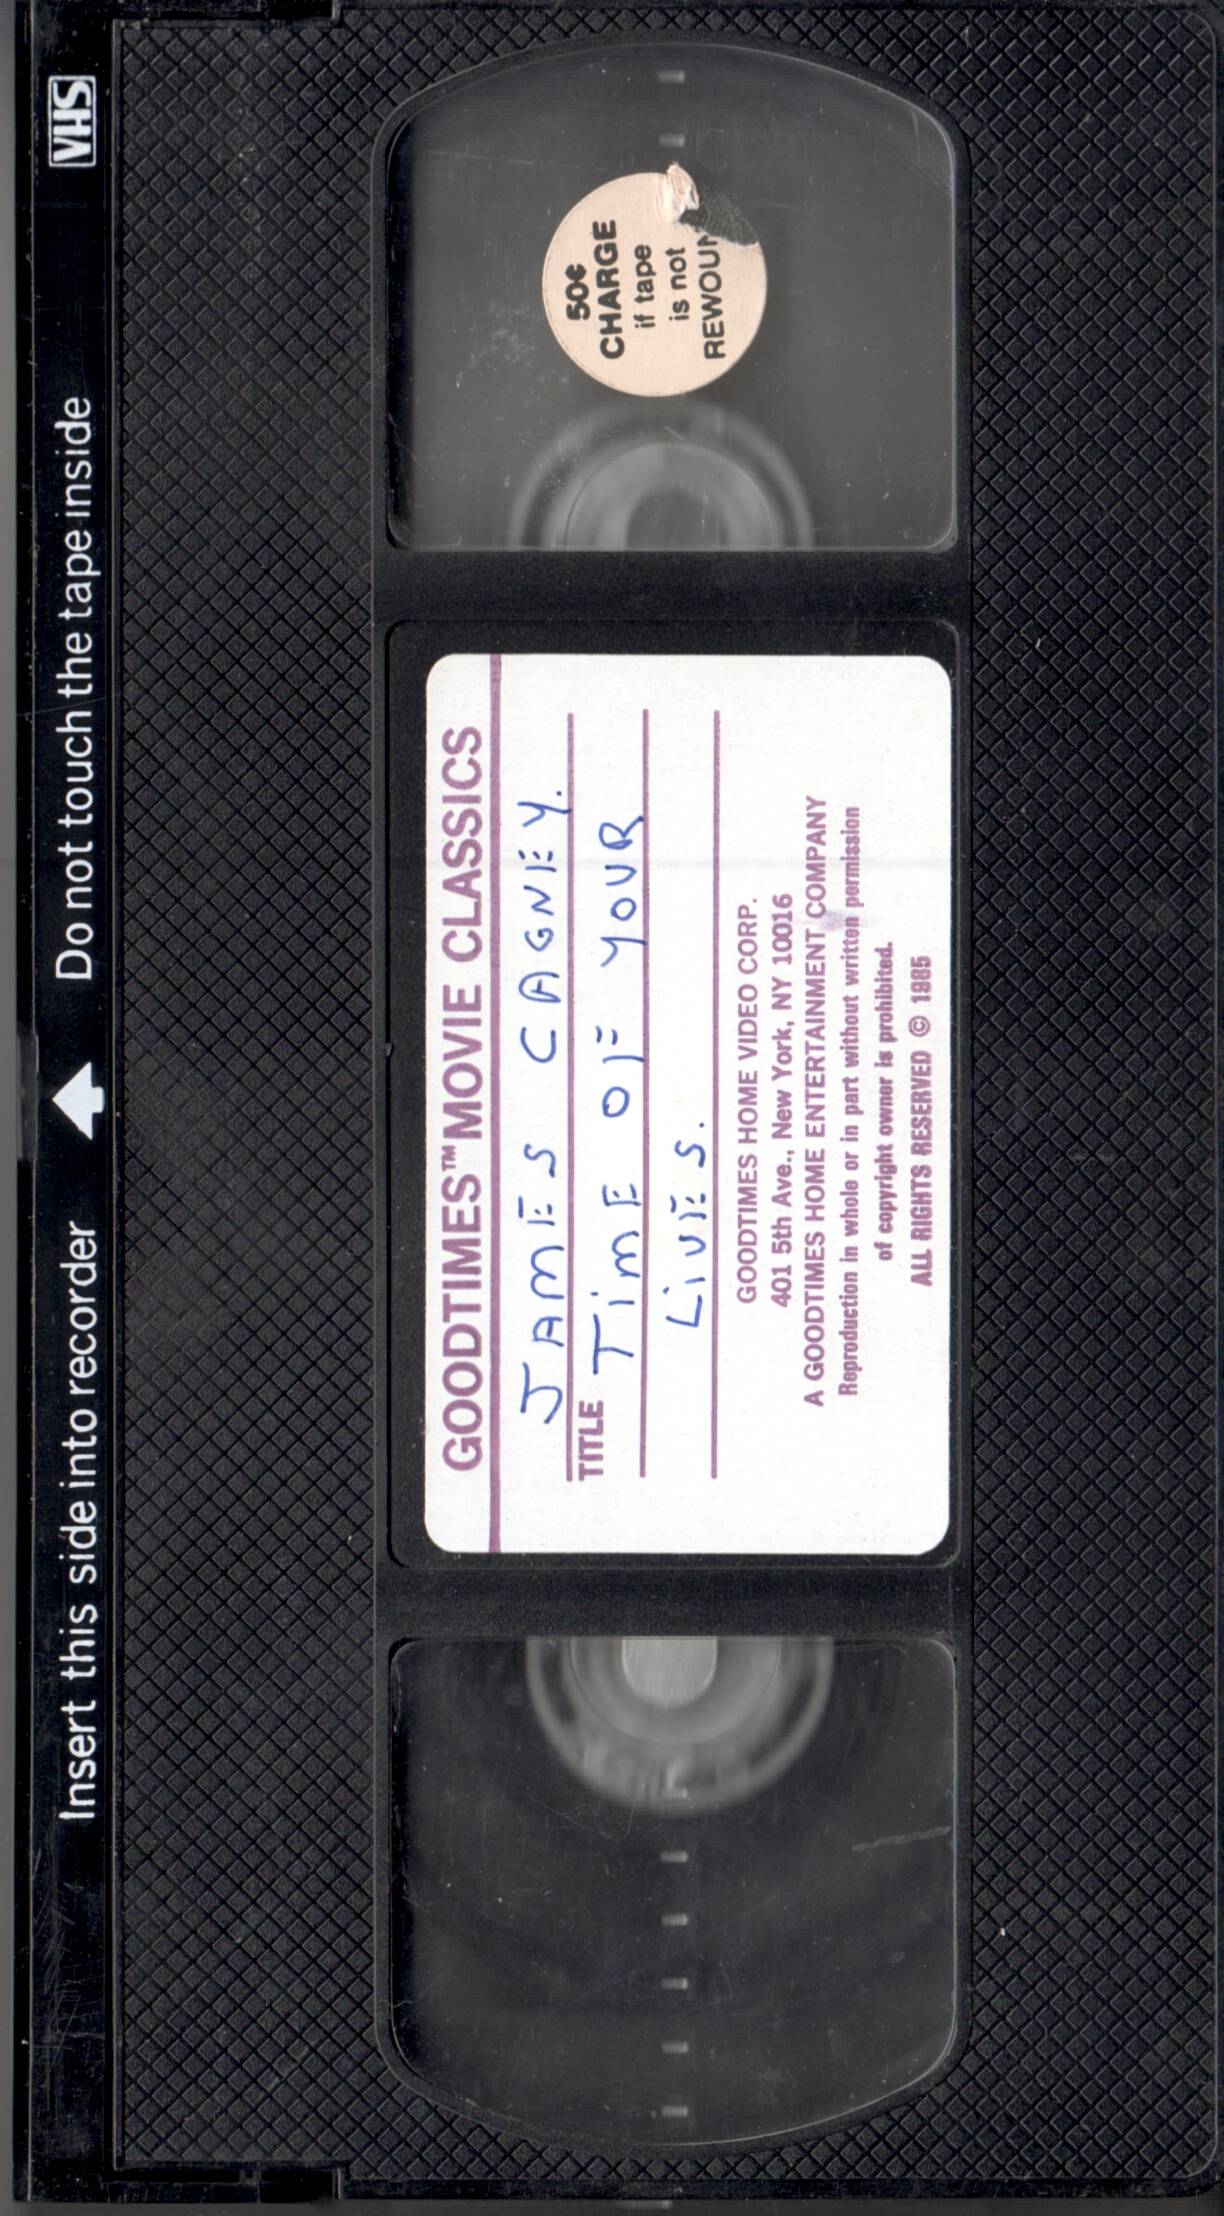 Insert this side into recorder
Do not touch the tape inside
VHS
GOODTIMES™ MOVIE CLASSICS
JAMES CAGNEY.
TITLE TiME OF YOUR
LiVES.
GOODTIMES HOME VIDEO CORP.
401 5th Ave., New York, NY 10016
A GOODTIMES HOME ENTERTAINMENT COMPANY
Reproduction in whole or in part without written permission
of copyright owner is prohibited.
ALL RIGHTS RESERVED © 1985
50¢
CHARGE
if tape
is not
REWOUN